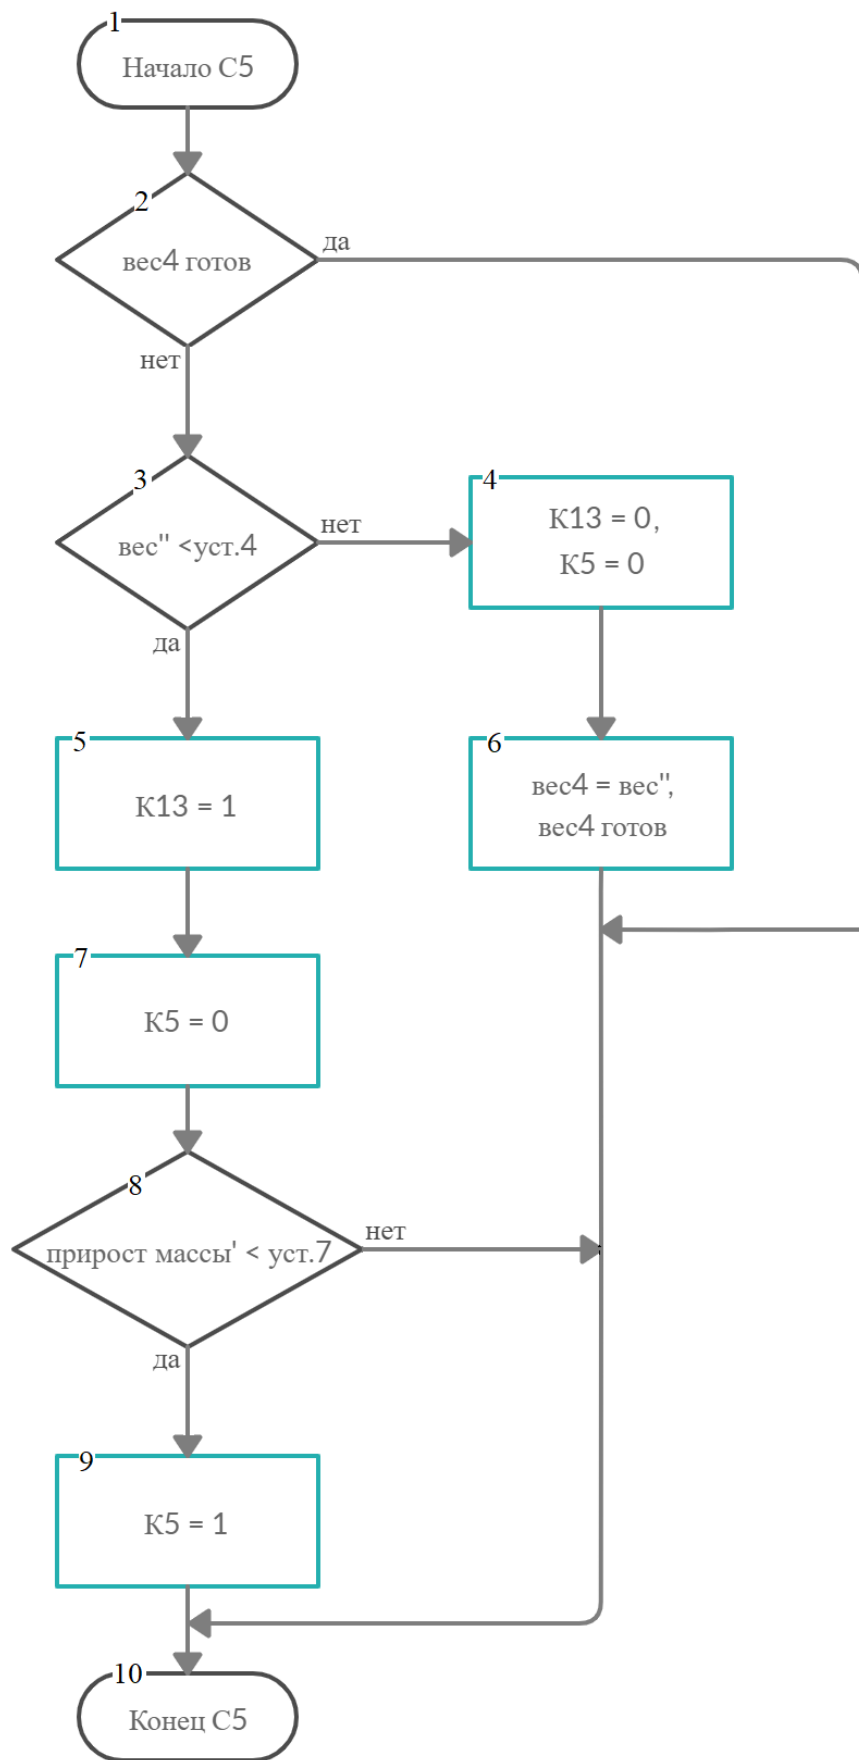 1
Начало С5
2
вес4 готов
да
нет
3
вес" <уст.4
нет
да
4
К13 = 0,
К5 = 0
5
К13 = 1
6
вес4 = вес",
вес4 готов
7
К5 = 0
8
прирост массы' < уст.7
нет
да
9
К5 = 1
10
Конец С5